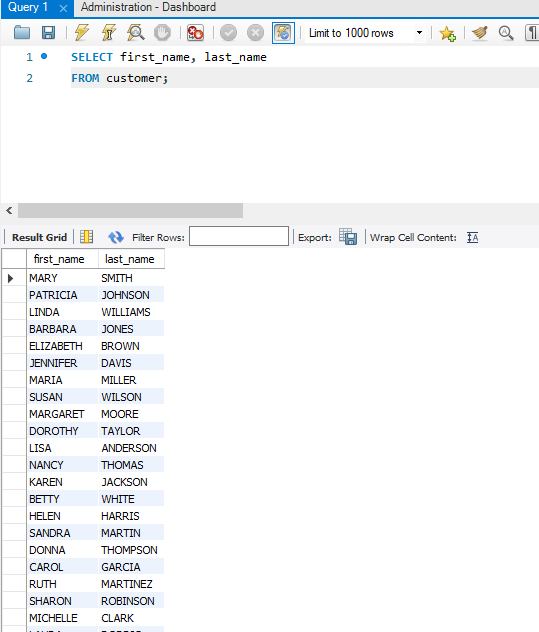 Query 1 Administration - Dashboard
Limit to 1000 rows
1 SELECT first_name, last_name
2 FROM customer;
Result Grid Filter Rows: Export: Wrap Cell Content:
first_name last_name
MARY SMITH
PATRICIA JOHNSON
LINDA WILLIAMS
BARBARA JONES
ELIZABETH BROWN
JENNIFER DAVIS
MARIA MILLER
SUSAN WILSON
MARGARET MOORE
DOROTHY TAYLOR
LISA ANDERSON
NANCY THOMAS
KAREN JACKSON
BETTY WHITE
HELEN HARRIS
SANDRA MARTIN
DONNA THOMPSON
CAROL GARCIA
RUTH MARTINEZ
SHARON ROBINSON
MICHELLE CLARK